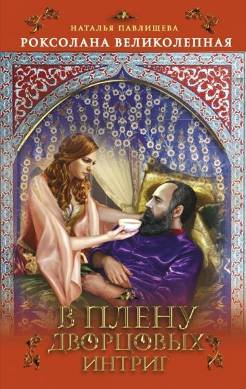 НАТАЛЬЯ ПАВЛИЩЕВА
РОКСОЛАНА ВЕЛИКОЛЕПНАЯ
В ПЛЕНУ
ДВОРЦОВЫХ
ИНТРИГ